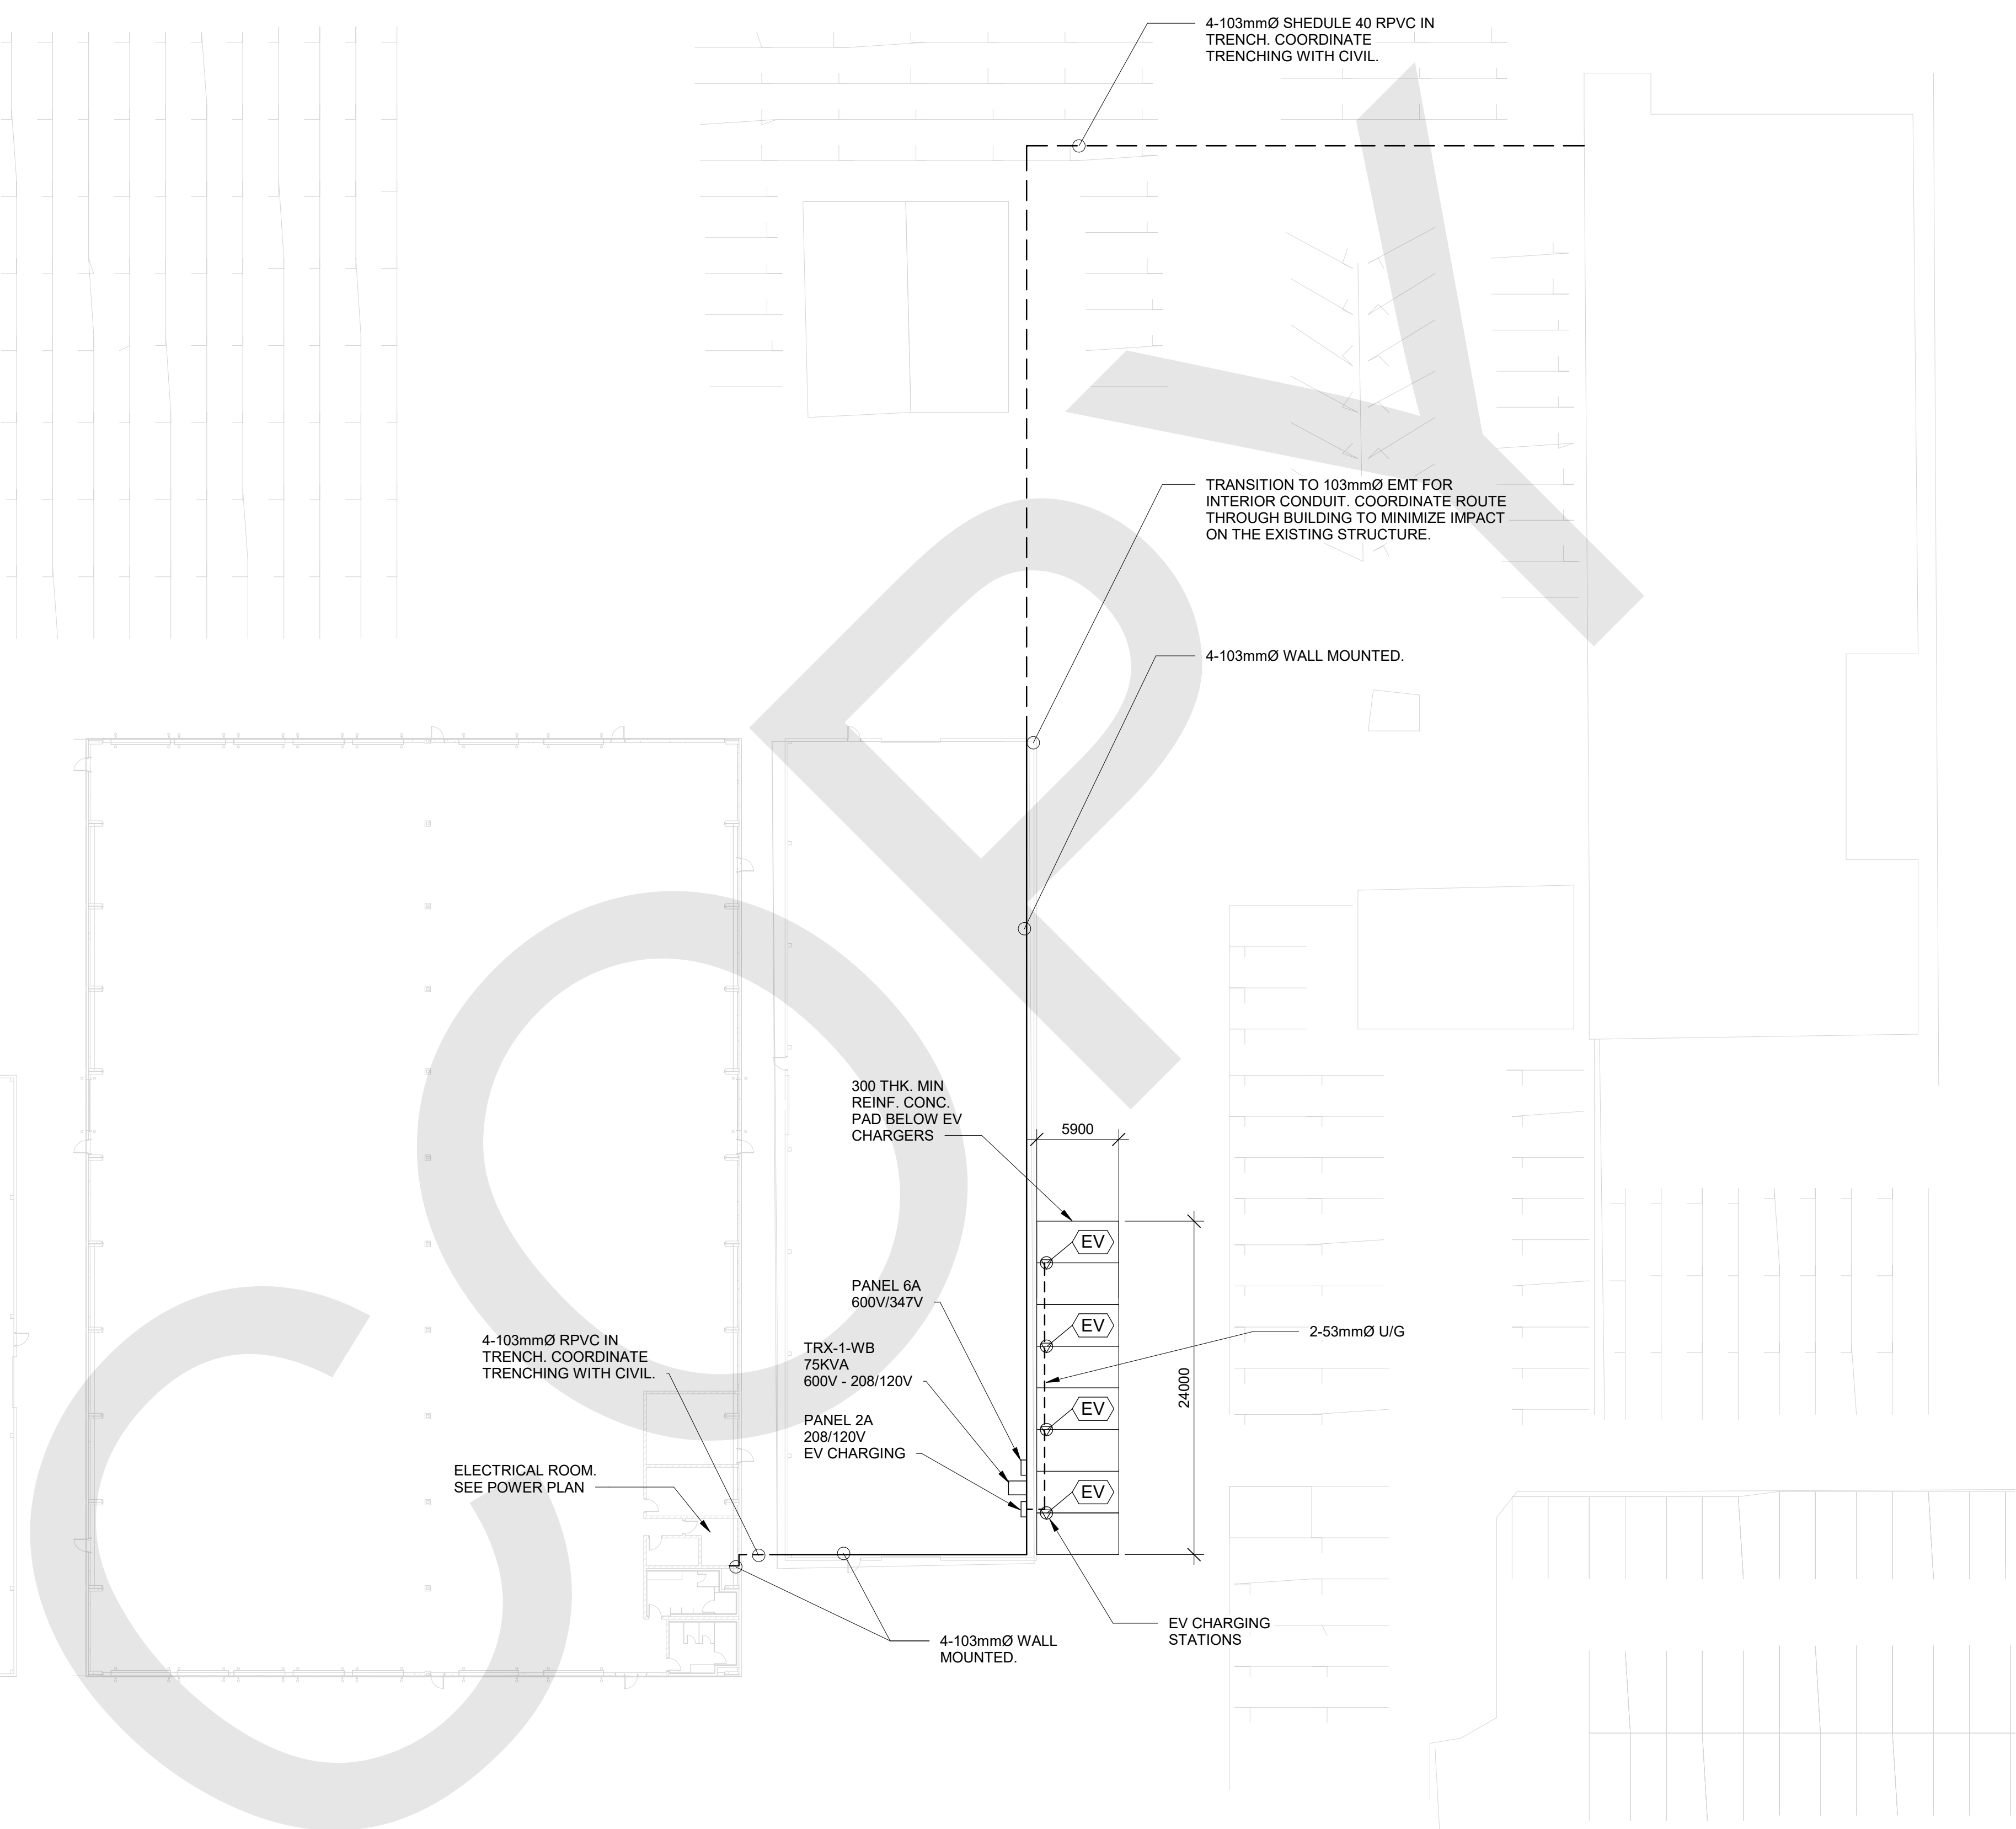 4-103mmØ SHEDULE 40 RPVC IN
TRENCH. COORDINATE
TRENCHING WITH CIVIL.
TRANSITION TO 103mmØ EMT FOR
INTERIOR CONDUIT. COORDINATE ROUTE
THROUGH BUILDING TO MINIMIZE IMPACT
ON THE EXISTING STRUCTURE.
4-103mmØ WALL MOUNTED.
300 THK. MIN
REINF. CONC.
PAD BELOW EV
CHARGERS
5900
EV
EV
EV
EV
24000
PANEL 6A
600V/347V
2-53mmØ U/G
4-103mmØ RPVC IN
TRENCH. COORDINATE
TRENCHING WITH CIVIL.
TRX-1-WB
75KVA
600V - 208/120V
PANEL 2A
208/120V
EV CHARGING
ELECTRICAL ROOM.
SEE POWER PLAN
4-103mmØ WALL
MOUNTED.
EV CHARGING
STATIONS
COPY